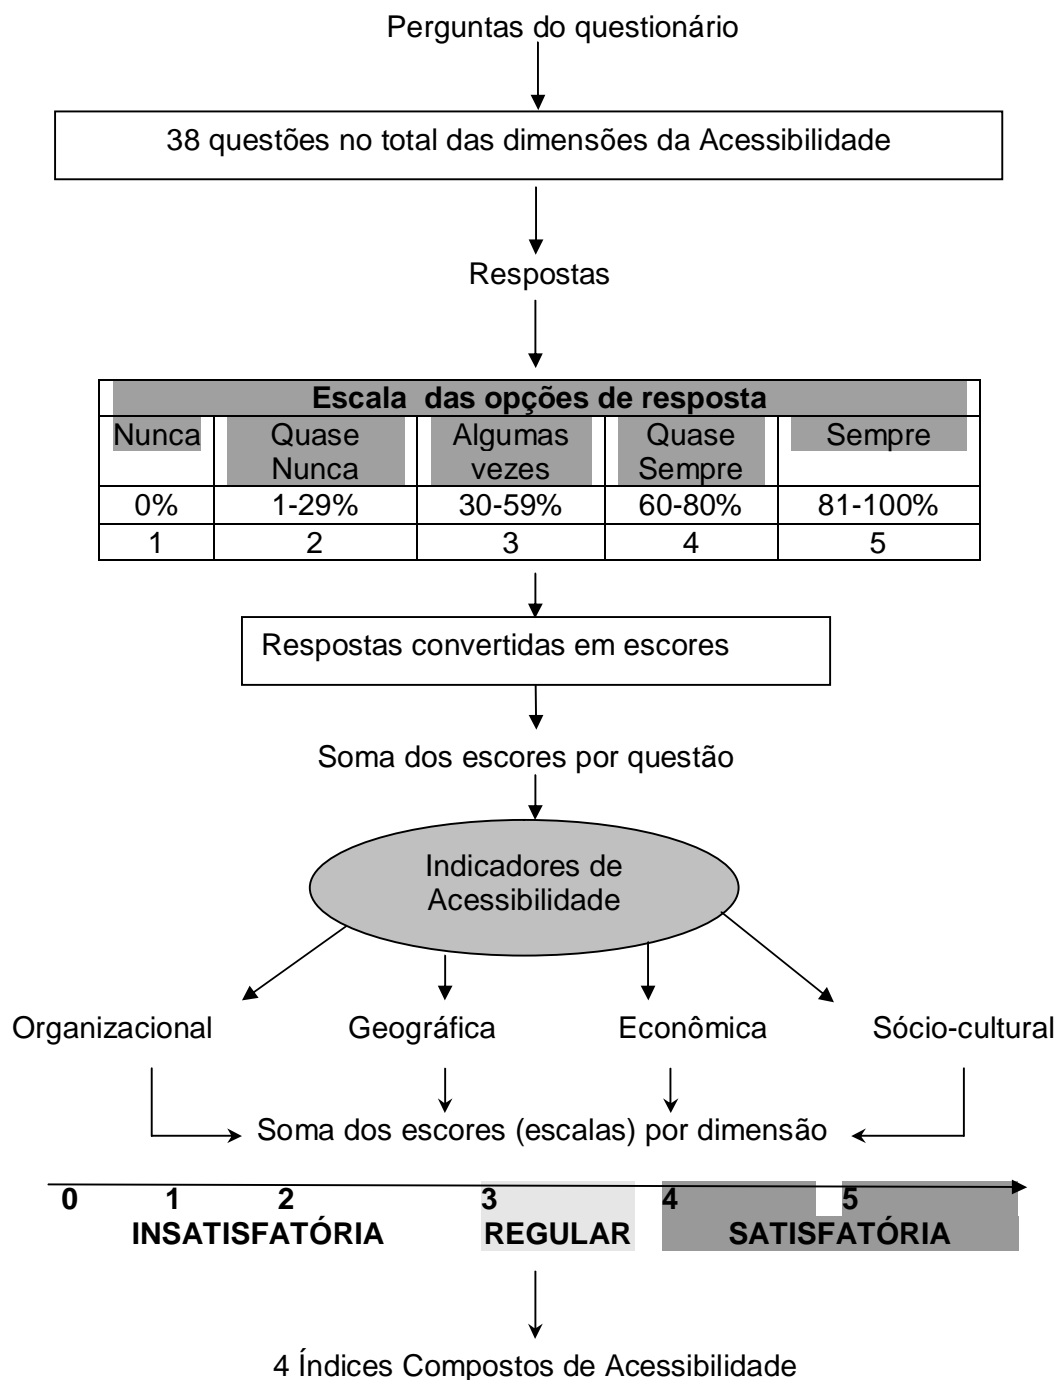 Perguntas do questionário
38 questões no total das dimensões da Acessibilidade
Respostas
Escala das opções de resposta
Nunca Quase Algumas Quase Sempre
Nunca vezes Sempre
0% 1-29% 30-59% 60-80% 81-100%
1 2 3 4 5
Respostas convertidas em escores
Soma dos escores por questão
Indicadores de
Acessibilidade
Organizacional Geográfica Econômica Sócio-cultural
Soma dos escores (escalas) por dimensão
0 1 2 3 4 5
INSATISFATÓRIA REGULAR SATISFATÓRIA
4 Índices Compostos de Acessibilidade